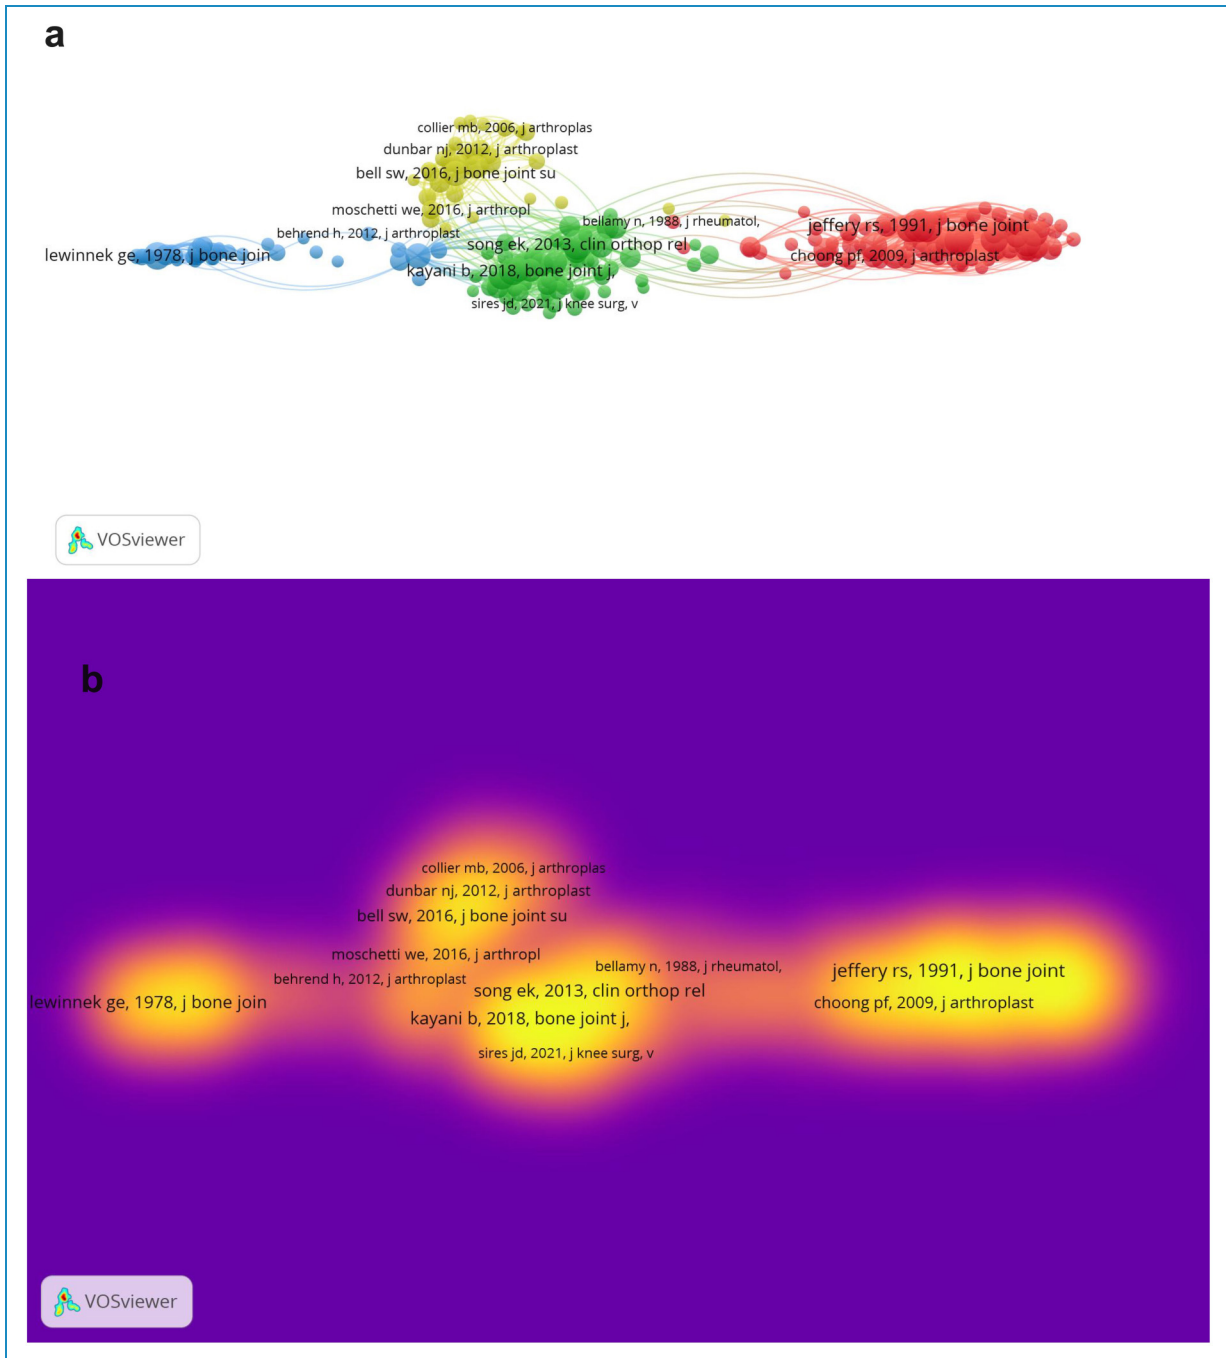 a
collier mb, 2006, j arthroplas
dunbar nj, 2012, j arthroplast
bell sw, 2016, j bone joint su
moschetti we, 2016, j arthropl
bellamy n, 1988, j rheumatol,
jeffery rs, 1991, j bone joint
behrend h, 2012, j arthroplast
song ek, 2013, clin orthop rel
lewinnek ge, 1978, j bone join
choong pf, 2009, j arthroplast
kayani b, 2018, bone joint j,
sires jd, 2021, j knee surg, v
VOSviewer
b
collier mb, 2006, j arthroplas
dunbar nj, 2012, j arthroplast
bell sw, 2016, j bone joint su
moschetti we, 2016, j arthropl
bellamy n, 1988, j rheumatol,
jeffery rs, 1991, j bone joint
behrend h, 2012, j arthroplast
song ek, 2013, clin orthop rel
lewinnek ge, 1978, j bone join
choong pf, 2009, j arthroplast
kayani b, 2018, bone joint j,
sires jd, 2021, j knee surg, v
VOSviewer